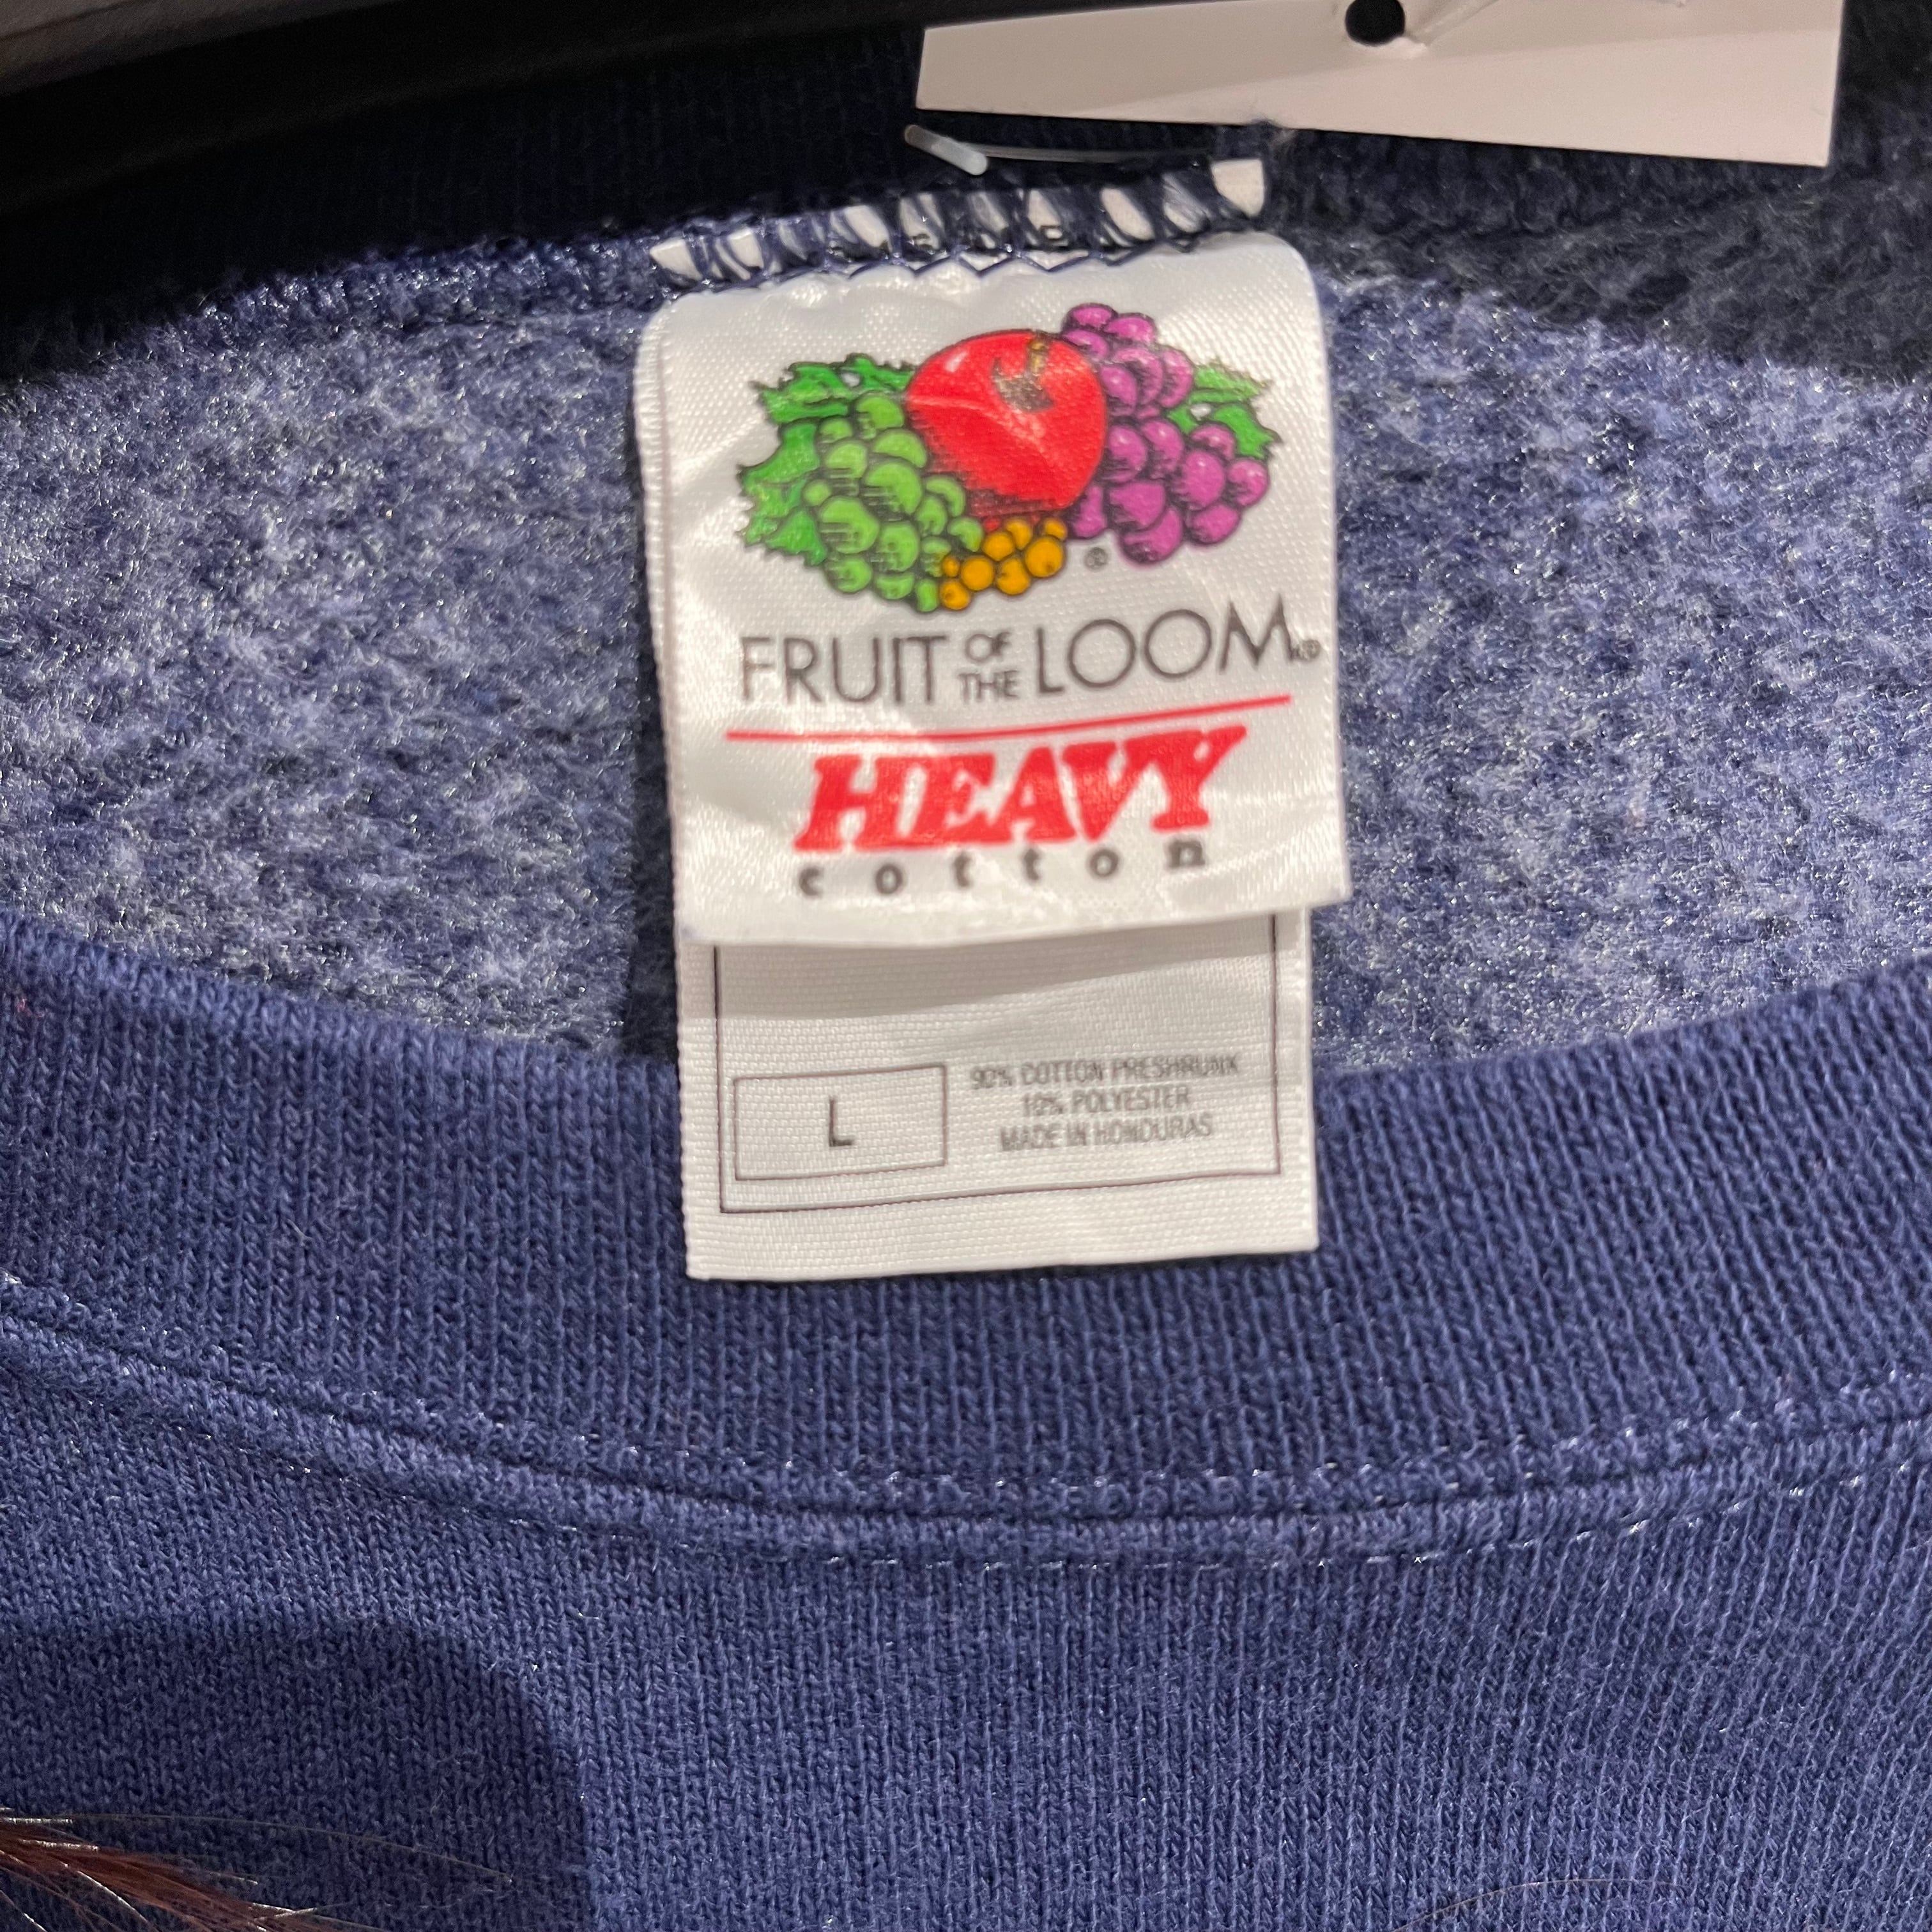 FRUIT OF THE LOOM®
HEAVY
cotton
L
90% COTTON PRESHRUNK
10% POLYESTER
MADE IN HONDURAS